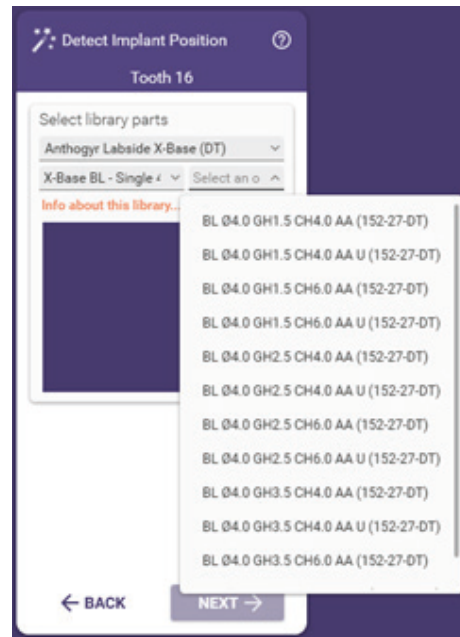 Detect Implant Position
Tooth 16
Select library parts
Anthogyr Labside X-Base (DT)
X-Base BL - Single Select an o
Info about this library...
BL Ø4.0 GH1.5 CH4.0 AA (152-27-DT)
BL Ø4.0 GH1.5 CH4.0 AA U (152-27-DT)
BL Ø4.0 GH1.5 CH6.0 AA (152-27-DT)
BL Ø4.0 GH1.5 CH6.0 AA U (152-27-DT)
BL Ø4.0 GH2.5 CH4.0 AA (152-27-DT)
BL Ø4.0 GH2.5 CH4.0 AA U (152-27-DT)
BL Ø4.0 GH2.5 CH6.0 AA (152-27-DT)
BL Ø4.0 GH2.5 CH6.0 AA U (152-27-DT)
BL Ø4.0 GH3.5 CH4.0 AA (152-27-DT)
BL Ø4.0 GH3.5 CH4.0 AA U (152-27-DT)
BL Ø4.0 GH3.5 CH6.0 AA (152-27-DT)
BACK NEXT